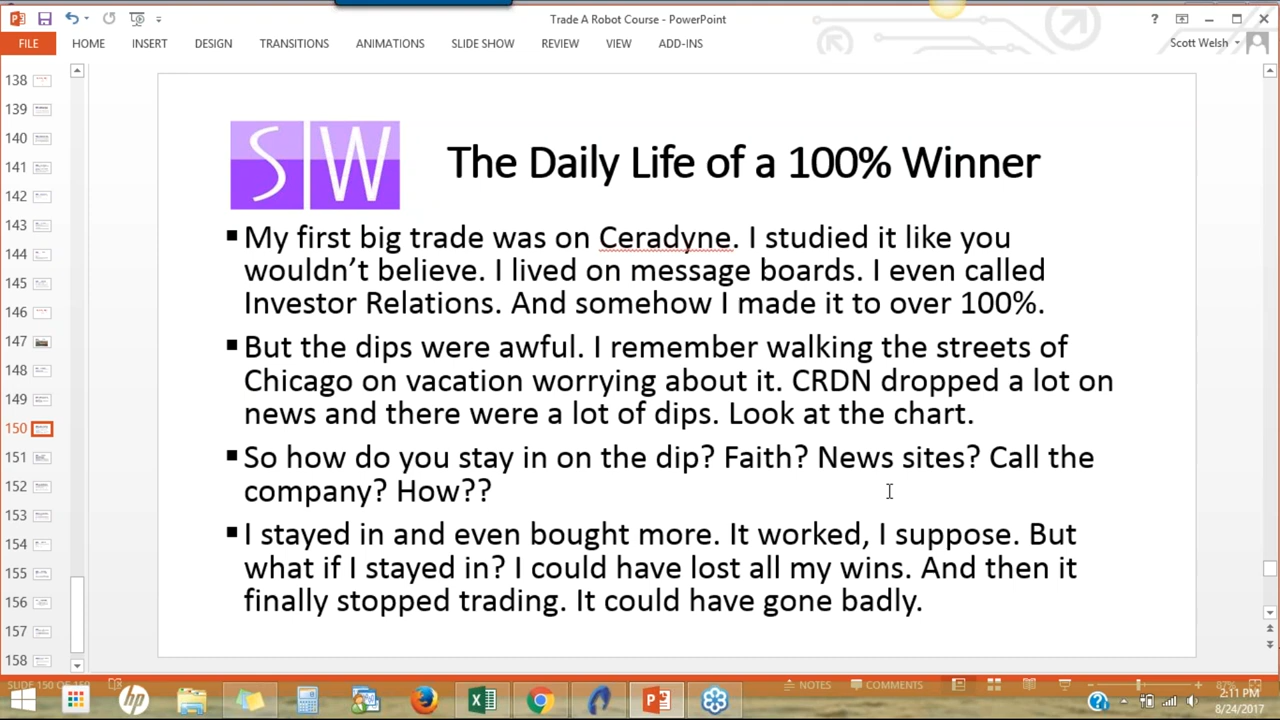 Trade A Robot Course - PowerPoint
?
FILE HOME INSERT DESIGN TRANSITIONS ANIMATIONS SLIDE SHOW REVIEW VIEW ADD-INS
Scott Welsh
138
139
140
141
142
143
144
145
146
147
148
149
150
151
152
153
154
155
156
157
158
SW
The Daily Life of a 100% Winner
▪ My first big trade was on Ceradyne. I studied it like you
wouldn’t believe. I lived on message boards. I even called
Investor Relations. And somehow I made it to over 100%.
▪ But the dips were awful. I remember walking the streets of
Chicago on vacation worrying about it. CRDN dropped a lot on
news and there were a lot of dips. Look at the chart.
▪ So how do you stay in on the dip? Faith? News sites? Call the
company? How??
▪ I stayed in and even bought more. It worked, I suppose. But
what if I stayed in? I could have lost all my wins. And then it
finally stopped trading. It could have gone badly.
SLIDE 150 OF 159
NOTES COMMENTS 87%
hp
2:11 PM
8/24/2017